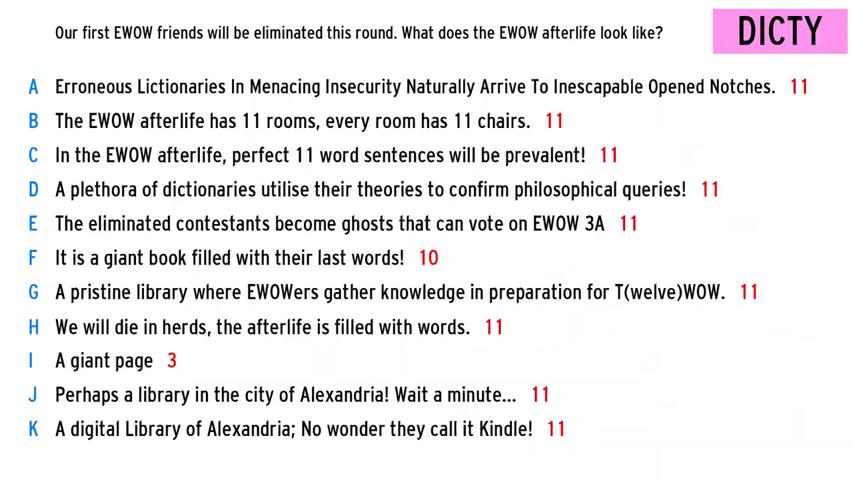 Our first EWOW friends will be eliminated this round. What does the EWOW afterlife look like?
DICTY
A Erroneous Lictionaries In Menacing Insecurity Naturally Arrive To Inescapable Opened Notches. 11
B The EWOW afterlife has 11 rooms, every room has 11 chairs. 11
C In the EWOW afterlife, perfect 11 word sentences will be prevalent! 11
D A plethora of dictionaries utilise their theories to confirm philosophical queries! 11
E The eliminated contestants become ghosts that can vote on EWOW 3A 11
F It is a giant book filled with their last words! 10
G A pristine library where EWOWers gather knowledge in preparation for T(welve)WOW. 11
H We will die in herds, the afterlife is filled with words. 11
I A giant page 3
J Perhaps a library in the city of Alexandria! Wait a minute... 11
K A digital Library of Alexandria; No wonder they call it Kindle! 11